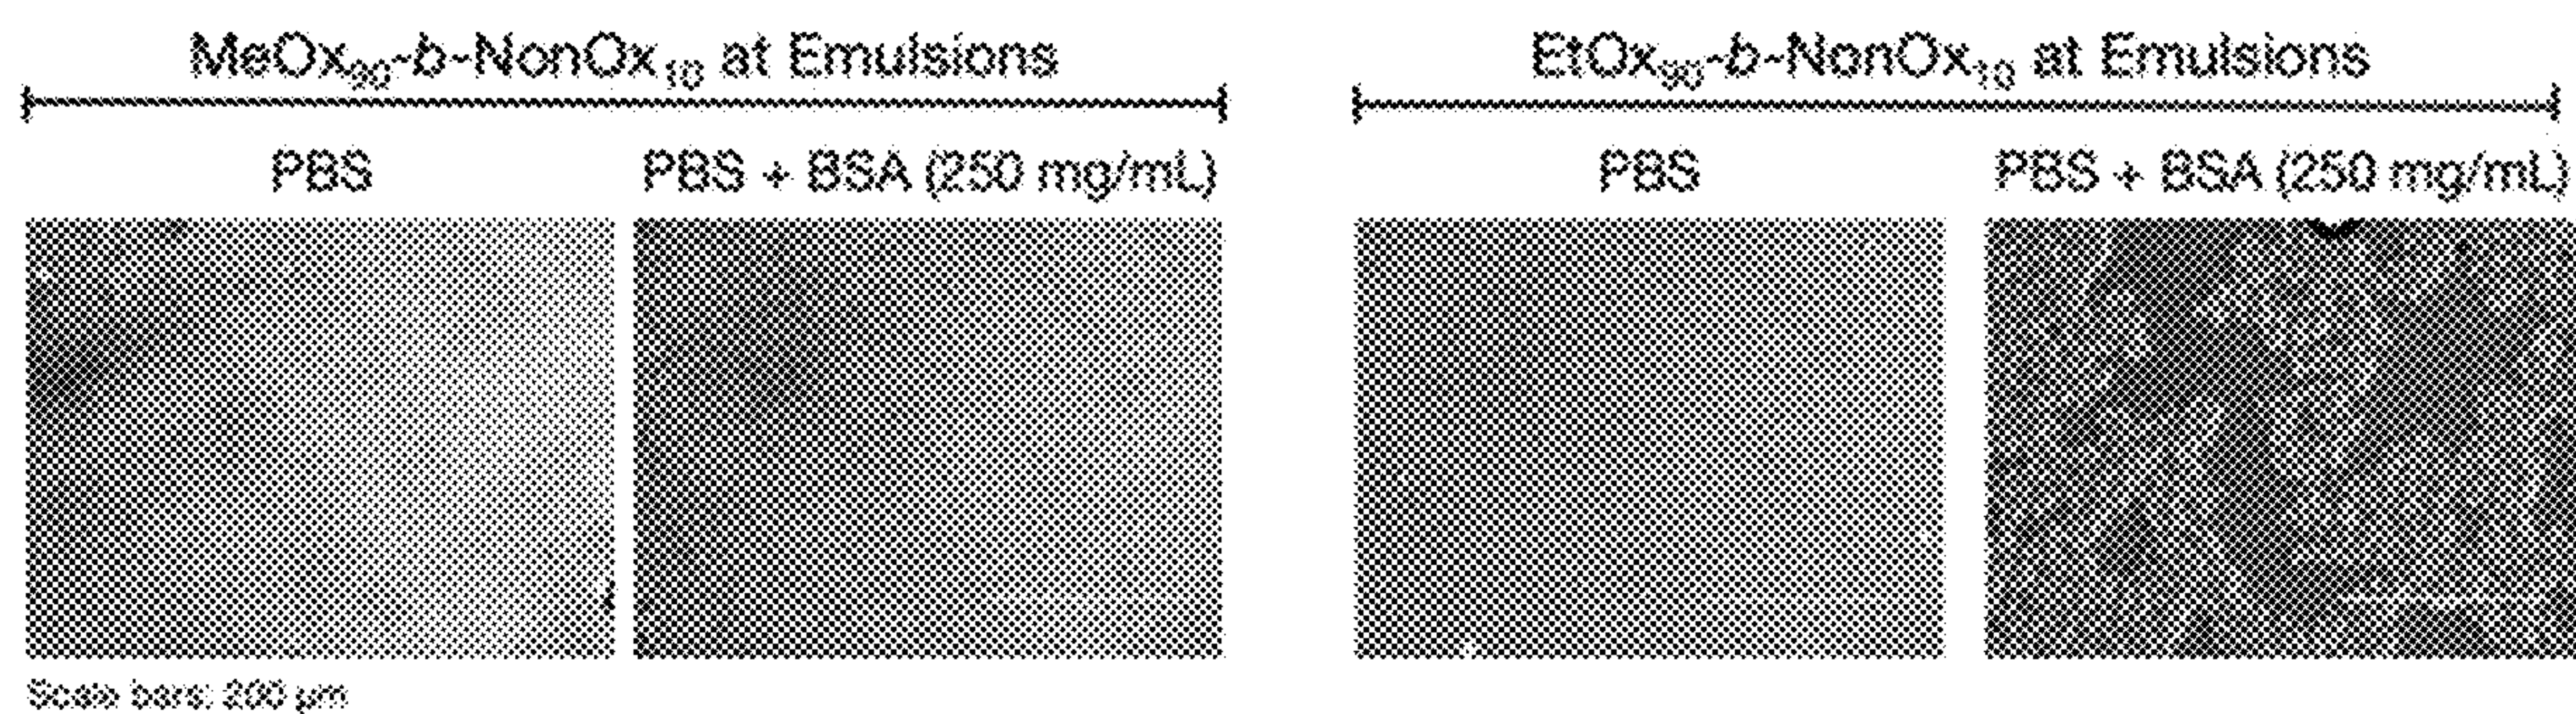 MeOx₉₀-b-NonOx₁₀ at Emulsions
EtOx₉₀-b-NonOx₁₀ at Emulsions
PBS
PBS + BSA (250 mg/mL)
PBS
PBS + BSA (250 mg/mL)
Scale bars: 200 µm